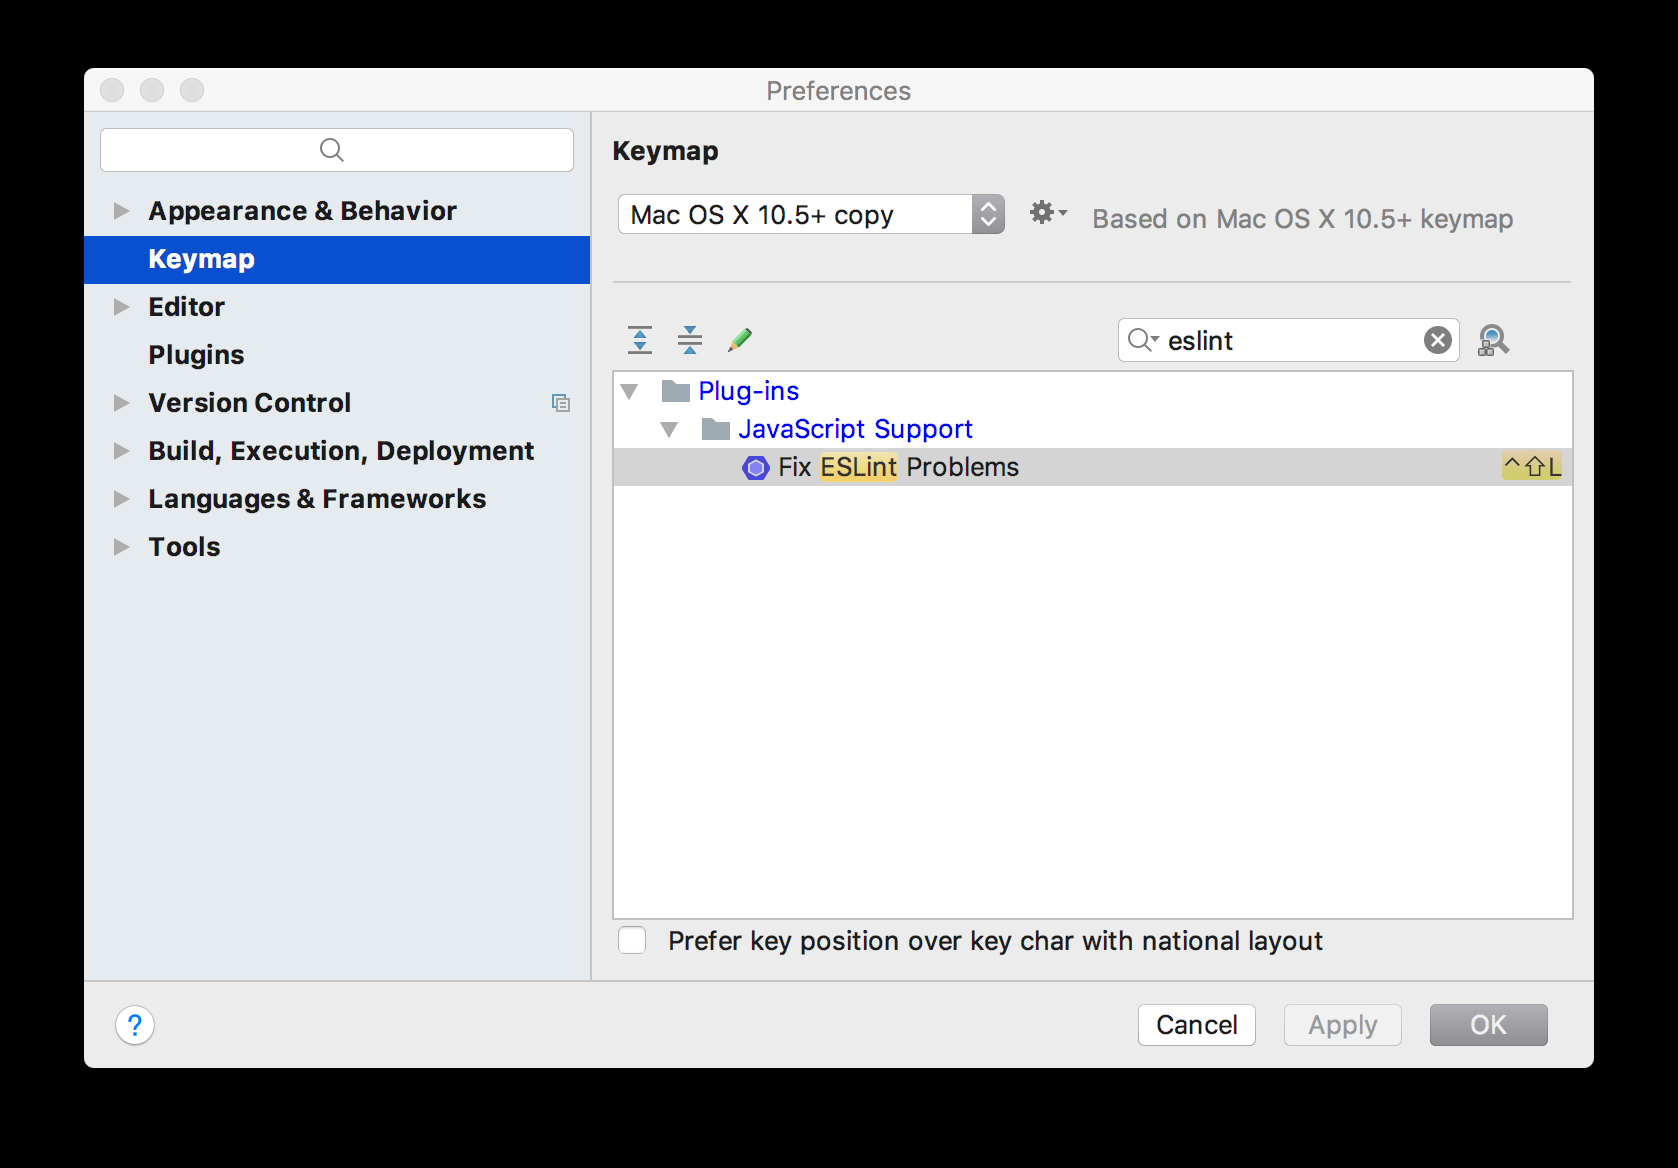 Preferences
Appearance & Behavior
Keymap
Editor
Plugins
Version Control
Build, Execution, Deployment
Languages & Frameworks
Tools
Keymap
Mac OS X 10.5+ copy
Based on Mac OS X 10.5+ keymap
eslint
Plug-ins
JavaScript Support
Fix ESLint Problems ^⇧L
Prefer key position over key char with national layout
?
Cancel
Apply
OK